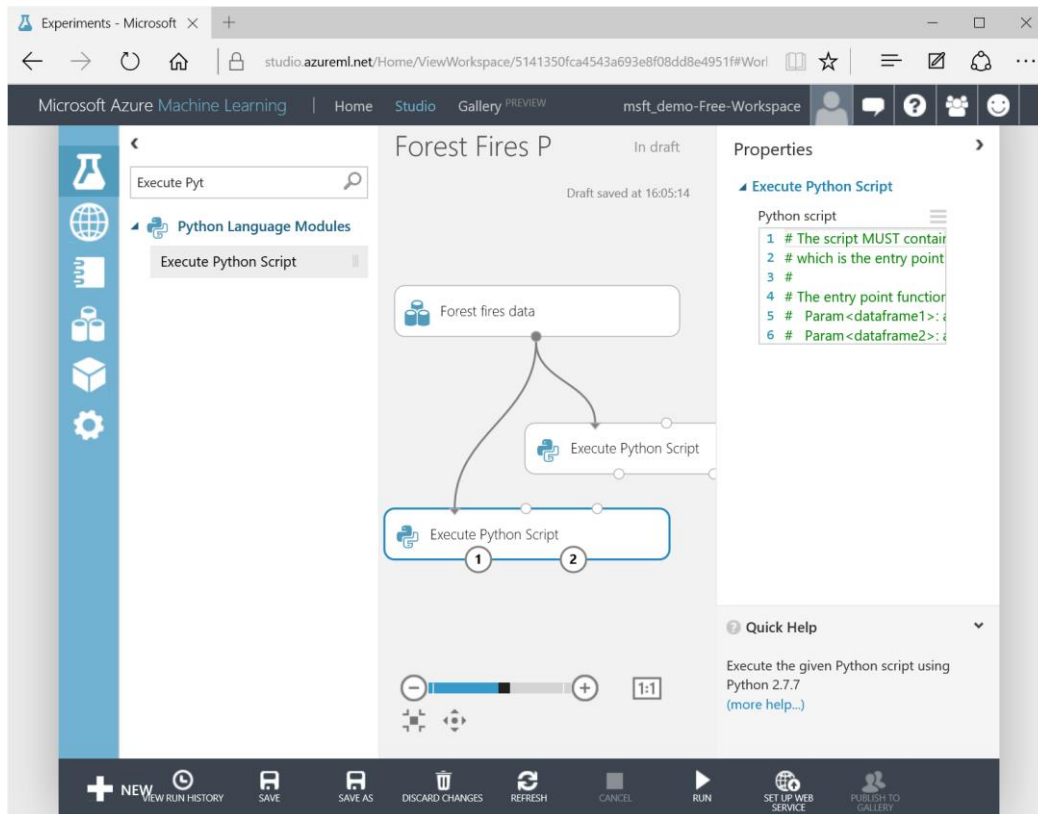 Experiments - Microsoft
studio.azureml.net/Home/ViewWorkspace/5141350fca4543a693e8f08dd8e4951f#Worl
Microsoft Azure Machine Learning | Home Studio Gallery PREVIEW msft_demo-Free-Workspace
Execute Pyt
Python Language Modules
Execute Python Script
Forest Fires P
In draft
Draft saved at 16:05:14
Forest fires data
Execute Python Script
Execute Python Script
1 2
1:1
Properties
Execute Python Script
Python script
1 # The script MUST contair
2 # which is the entry point
3 #
4 # The entry point function
5 # Param<dataframe1>: a
6 # Param<dataframe2>: a
Quick Help
Execute the given Python script using
Python 2.7.7
(more help...)
NEW
VIEW RUN HISTORY
SAVE
SAVE AS
DISCARD CHANGES
REFRESH
CANCEL
RUN
SET UP WEB
SERVICE
PUBLISH TO
GALLERY